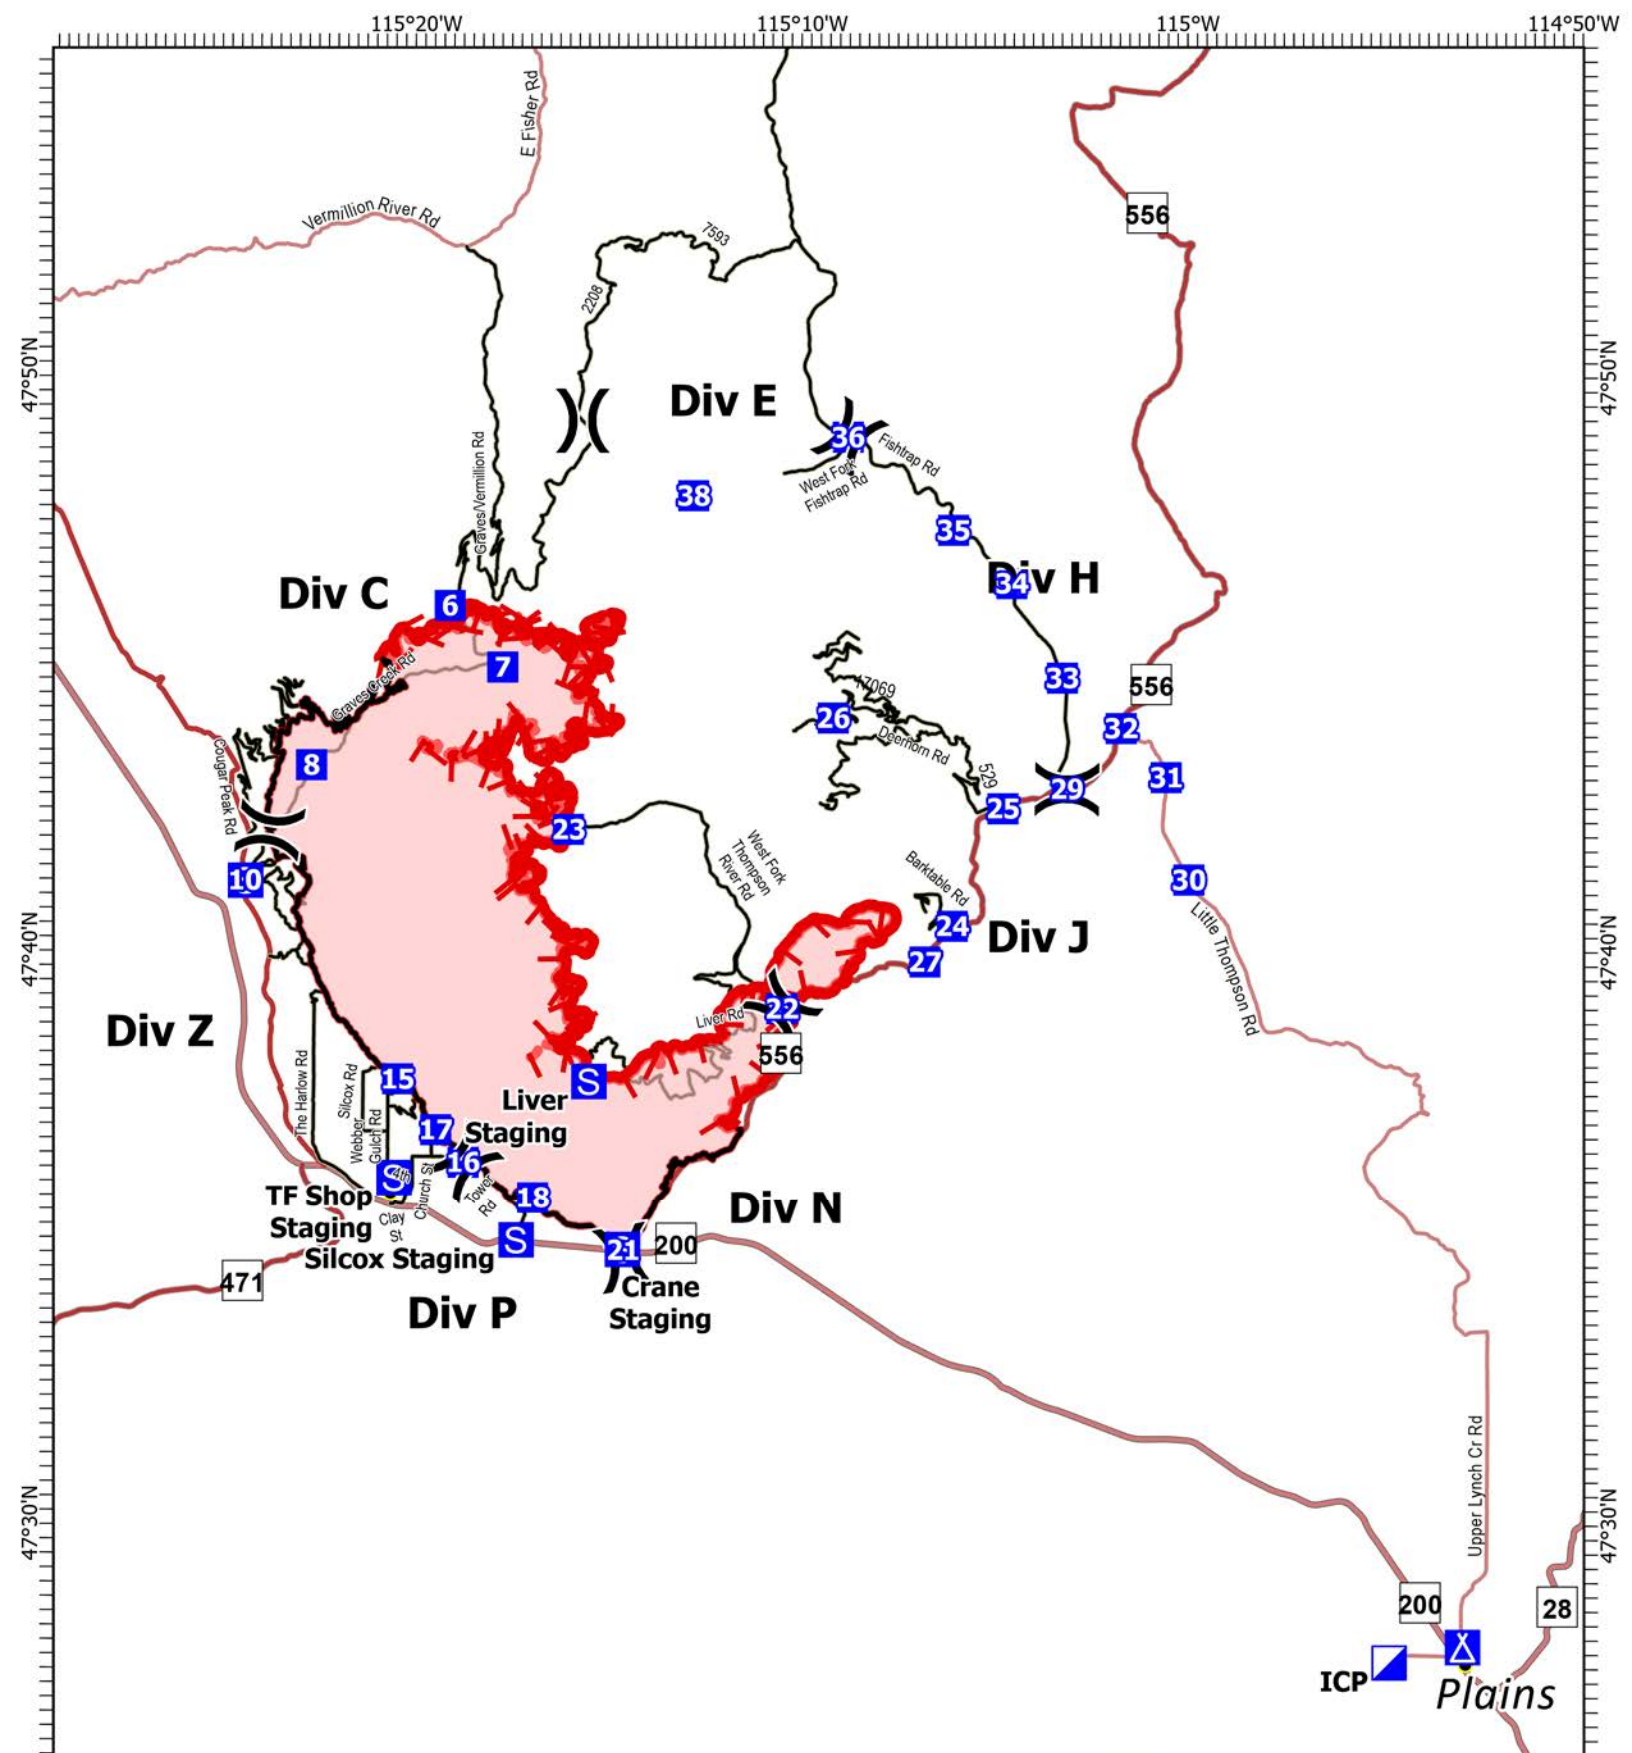 115°20'W
115°10'W
115°W
114°50'W
E Fisher Rd
Vermillion River Rd
556
7593
2208
47°50'N
47°50'N
Div E
36
Fishtrap Rd
West Fork
Fishtrap Rd
Graves/Vermillion Rd
38
35
Div C
6
Div H
34
7
Graves Creek Rd
33
556
17069
26
32
Deerhorn Rd
8
529
31
Cougar Peak Rd
29
25
23
West Fork
Thompson
River Rd
10
30
Barktable Rd
24
Little Thompson Rd
47°40'N
47°40'N
Div J
27
22
Liver Rd
Div Z
556
The Harlow Rd
Silcox Rd
15
S
Liver
Staging
Webber
Gulch Rd
17
16
S
4th
Church St
Tower
Rd
TF Shop
Staging
18
Clay
St
Div N
S
Silcox Staging
21
200
471
Crane
Staging
Div P
Upper Lynch Cr Rd
47°30'N
47°30'N
200
28
ICP
Plains